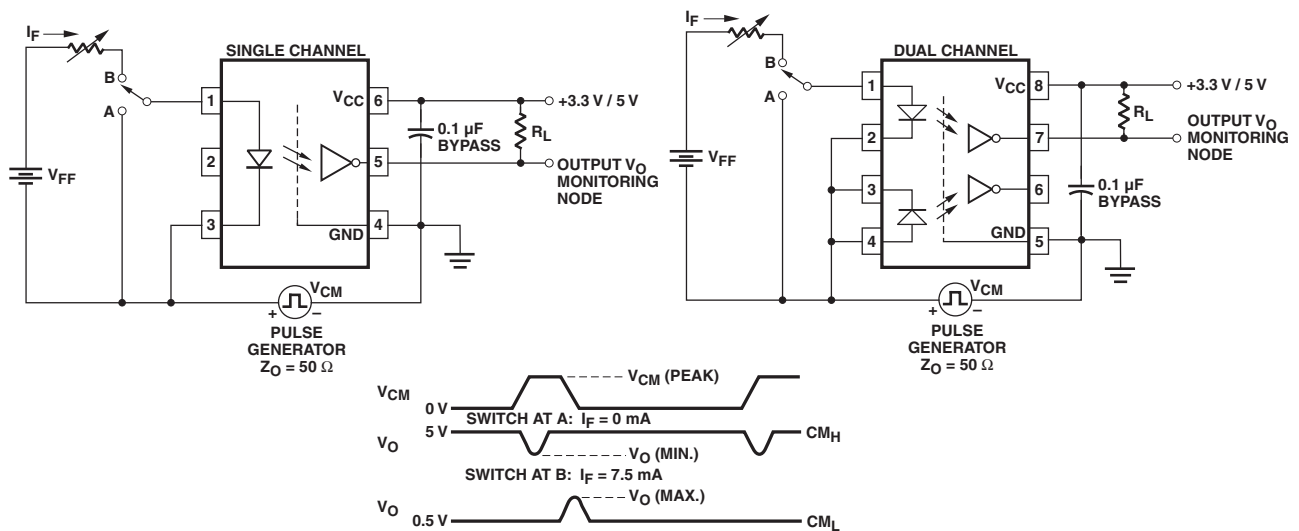 I_F
SINGLE CHANNEL
B
A
1
2
3
V_CC
6
5
4
GND
0.1 µF
BYPASS
R_L
+3.3 V / 5 V
OUTPUT V_O
MONITORING
NODE
V_FF
V_CM
+ –
PULSE
GENERATOR
Z_O = 50 Ω
I_F
DUAL CHANNEL
B
A
1
2
3
4
V_CC
8
7
6
5
GND
R_L
+3.3 V / 5 V
OUTPUT V_O
MONITORING
NODE
0.1 µF
BYPASS
V_FF
V_CM
+ –
PULSE
GENERATOR
Z_O = 50 Ω
V_CM
0 V
V_CM (PEAK)
SWITCH AT A: I_F = 0 mA
V_O
5 V
CM_H
V_O (MIN.)
SWITCH AT B: I_F = 7.5 mA
V_O
0.5 V
V_O (MAX.)
CM_L